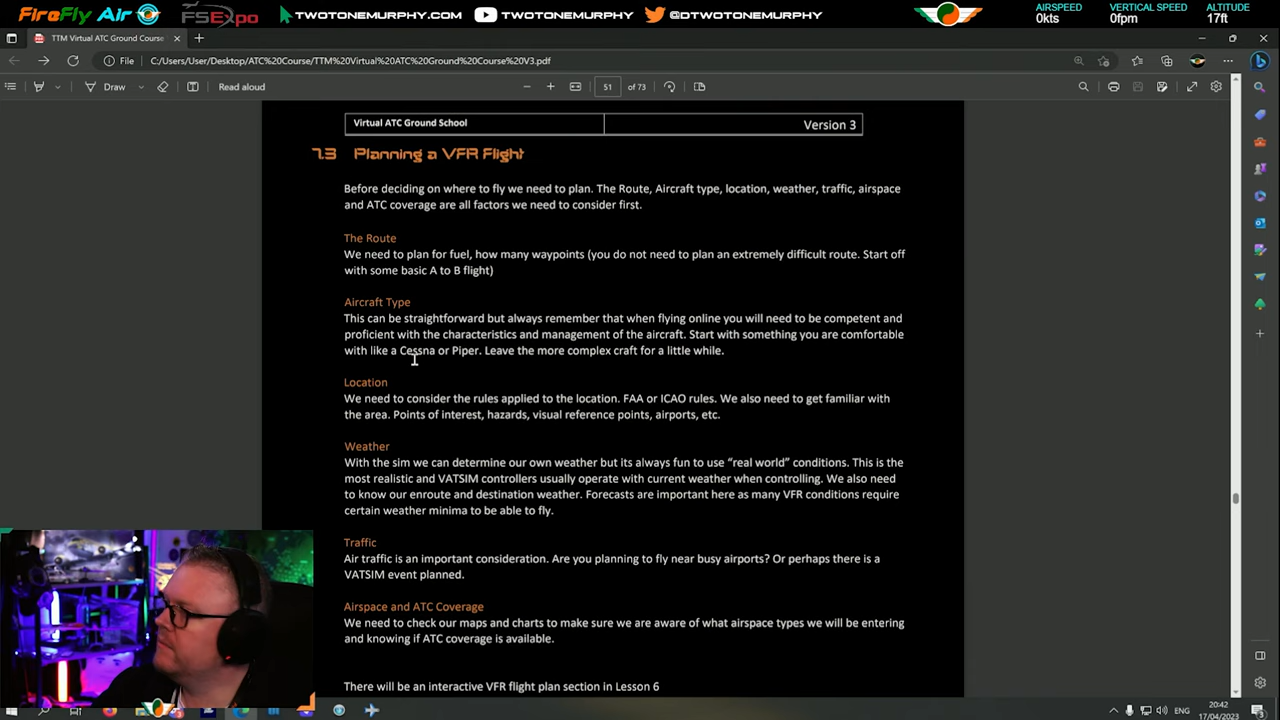 FireFly Air
FSExpo
TWOTONEMURPHY.COM
TWOTONEMURPHY
@DTWOTONEMURPHY
AIRSPEED
0kts
VERTICAL SPEED
0fpm
ALTITUDE
17ft
TTM Virtual ATC Ground Course
File
C:/Users/User/Desktop/ATC%20Course/TTM%20Virtual%20ATC%20Ground%20Course%20V3.pdf
Draw
Read aloud
51
of 73
Virtual ATC Ground School
Version 3
7.3 Planning a VFR Flight
Before deciding on where to fly we need to plan. The Route, Aircraft type, location, weather, traffic, airspace
and ATC coverage are all factors we need to consider first.
The Route
We need to plan for fuel, how many waypoints (you do not need to plan an extremely difficult route. Start off
with some basic A to B flight)
Aircraft Type
This can be straightforward but always remember that when flying online you will need to be competent and
proficient with the characteristics and management of the aircraft. Start with something you are comfortable
with like a Cessna or Piper. Leave the more complex craft for a little while.
Location
We need to consider the rules applied to the location. FAA or ICAO rules. We also need to get familiar with
the area. Points of interest, hazards, visual reference points, airports, etc.
Weather
With the sim we can determine our own weather but its always fun to use “real world” conditions. This is the
most realistic and VATSIM controllers usually operate with current weather when controlling. We also need
to know our enroute and destination weather. Forecasts are important here as many VFR conditions require
certain weather minima to be able to fly.
Traffic
Air traffic is an important consideration. Are you planning to fly near busy airports? Or perhaps there is a
VATSIM event planned.
Airspace and ATC Coverage
We need to check our maps and charts to make sure we are aware of what airspace types we will be entering
and knowing if ATC coverage is available.
There will be an interactive VFR flight plan section in Lesson 6
ENG
20:42
17/04/2023